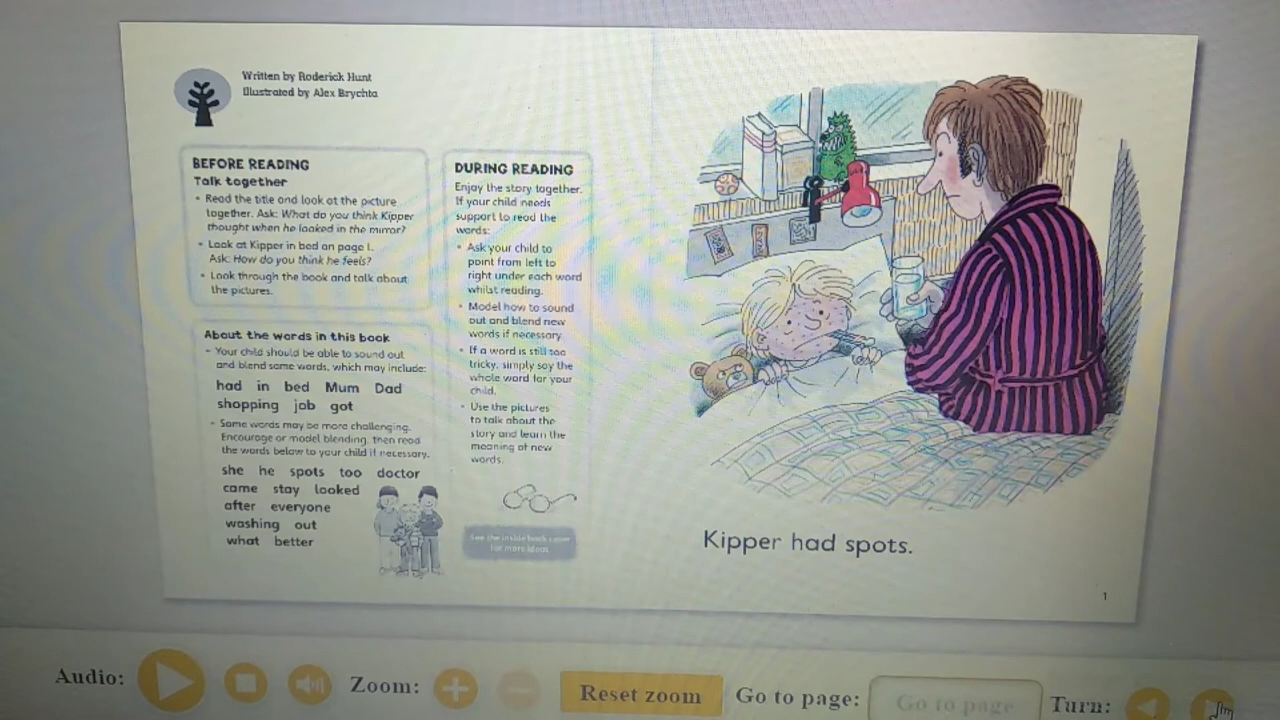 Written by Roderick Hunt
Illustrated by Alex Brychta
BEFORE READING
Talk together
• Read the title and look at the picture
together. Ask: What do you think Kipper
thought when he looked in the mirror?
• Look at Kipper in bed on page 1.
Ask: How do you think he feels?
• Look through the book and talk about
the pictures.
About the words in this book
• Your child should be able to sound out
and blend some words, which may include:
had in bed Mum Dad
shopping job got
• Some words may be more challenging.
Encourage or model blending, then read
the words below to your child if necessary.
she he spots too doctor
came stay looked
after everyone
washing out
what better
DURING READING
Enjoy the story together.
If your child needs
support to read the
words:
• Ask your child to
point from left to
right under each word
whilst reading.
• Model how to sound
out and blend new
words if necessary
• If a word is still too
tricky, simply say the
whole word for your
child.
• Use the pictures
to talk about the
story and learn the
meaning of new
words.
See the inside book cover
for more ideas
Kipper had spots.
1
Audio: Zoom: Reset zoom Go to page: Go to page Turn: